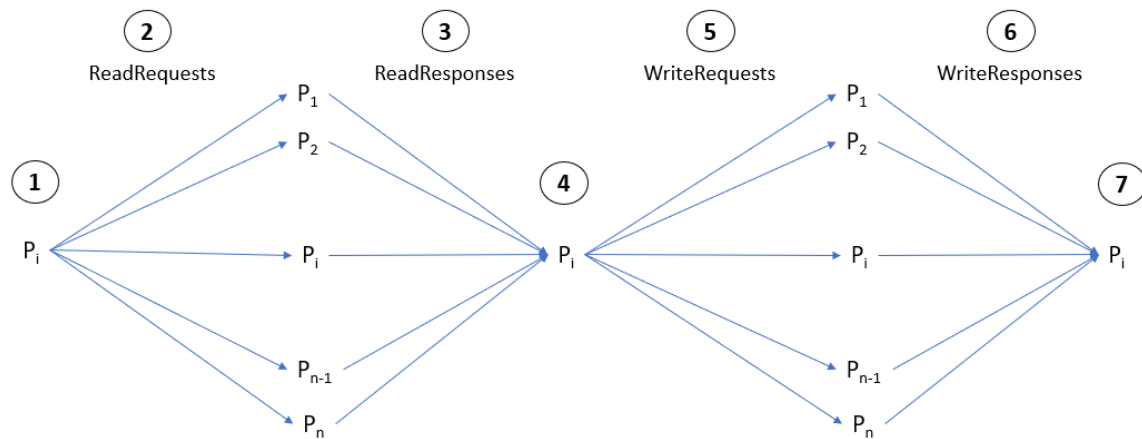 2 3 5 6
ReadRequests ReadResponses WriteRequests WriteResponses
P1 P1
P2 P2
1 4 7
Pi Pi Pi Pi Pi
Pn-1 Pn-1
Pn Pn